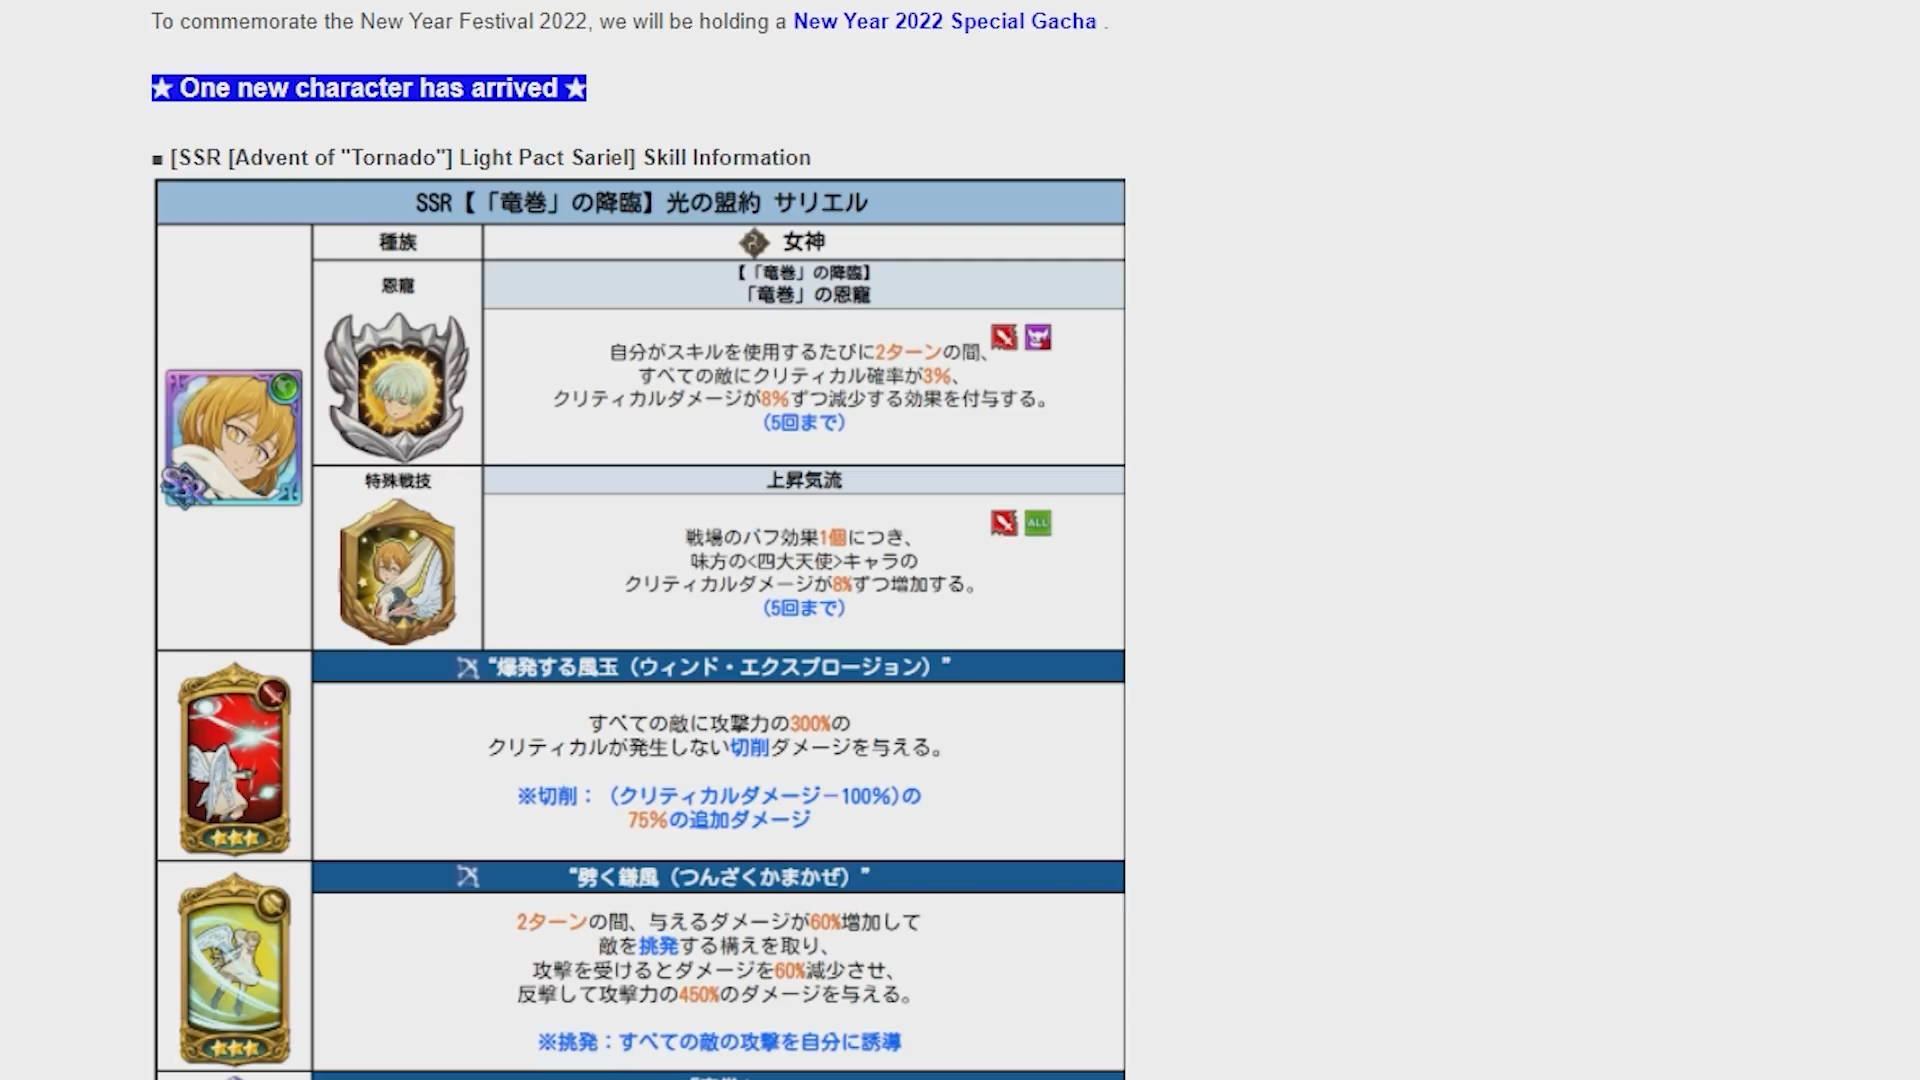 To commemorate the New Year Festival 2022, we will be holding a New Year 2022 Special Gacha .
★ One new character has arrived ★
■ [SSR [Advent of "Tornado"] Light Pact Sariel] Skill Information
SSR【「竜巻」の降臨】光の盟約 サリエル
種族
女神
恩寵
【「竜巻」の降臨】
「竜巻」の恩寵
自分がスキルを使用するたびに2ターンの間、
すべての敵にクリティカル確率が3%、
クリティカルダメージが8%ずつ減少する効果を付与する。
(5回まで)
特殊戦技
上昇気流
ALL
戦場のバフ効果1個につき、
味方の<四大天使>キャラの
クリティカルダメージが8%ずつ増加する。
(5回まで)
SSR
“爆発する風玉（ウィンド・エクスプロージョン）”
すべての敵に攻撃力の300%の
クリティカルが発生しない切削ダメージを与える。
※切削：（クリティカルダメージ－100%）の
75%の追加ダメージ
“劈く鎌風（つんざくかまかぜ）”
2ターンの間、与えるダメージが60%増加して
敵を挑発する構えを取り、
攻撃を受けるとダメージを60%減少させ、
反撃して攻撃力の450%のダメージを与える。
※挑発：すべての敵の攻撃を自分に誘導